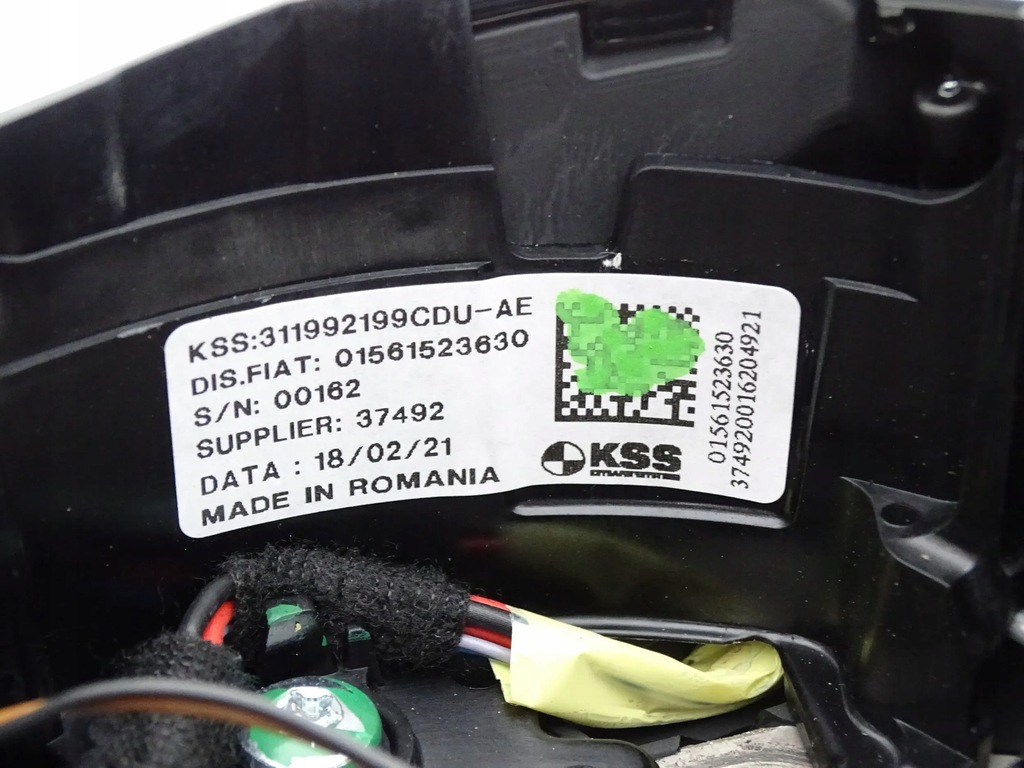 KSS:311992199CDU-AE
DIS.FIAT: 01561523630
S/N: 00162
SUPPLIER: 37492
DATA : 18/02/21
MADE IN ROMANIA
KSS
01561523630
374920016204921